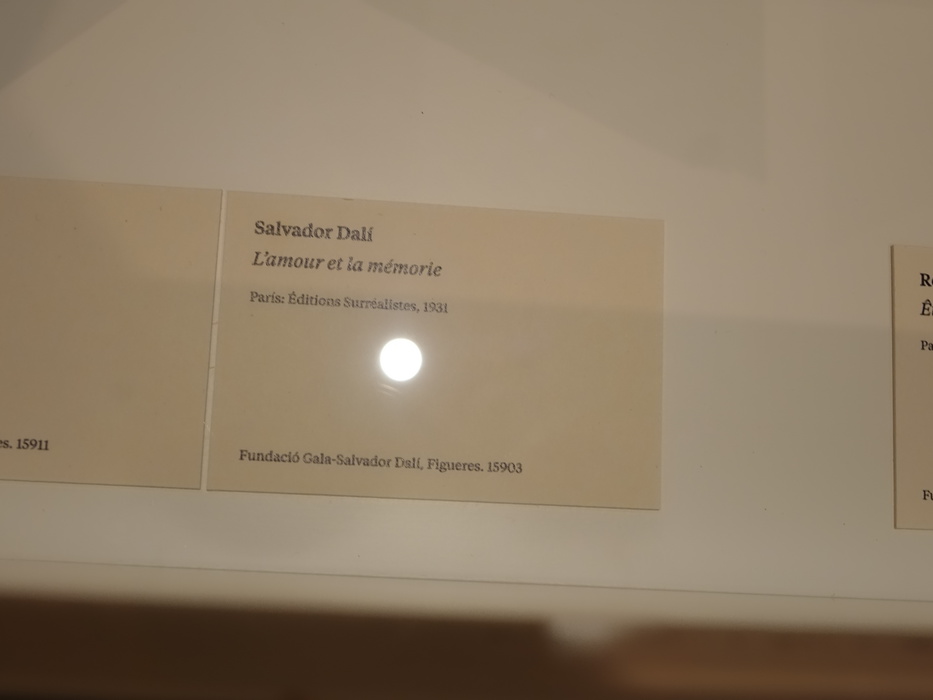 es. 15911
Salvador Dalí
L'amour et la mémorie
París: Éditions Surréalistes, 1931
Fundació Gala-Salvador Dalí, Figueres. 15903